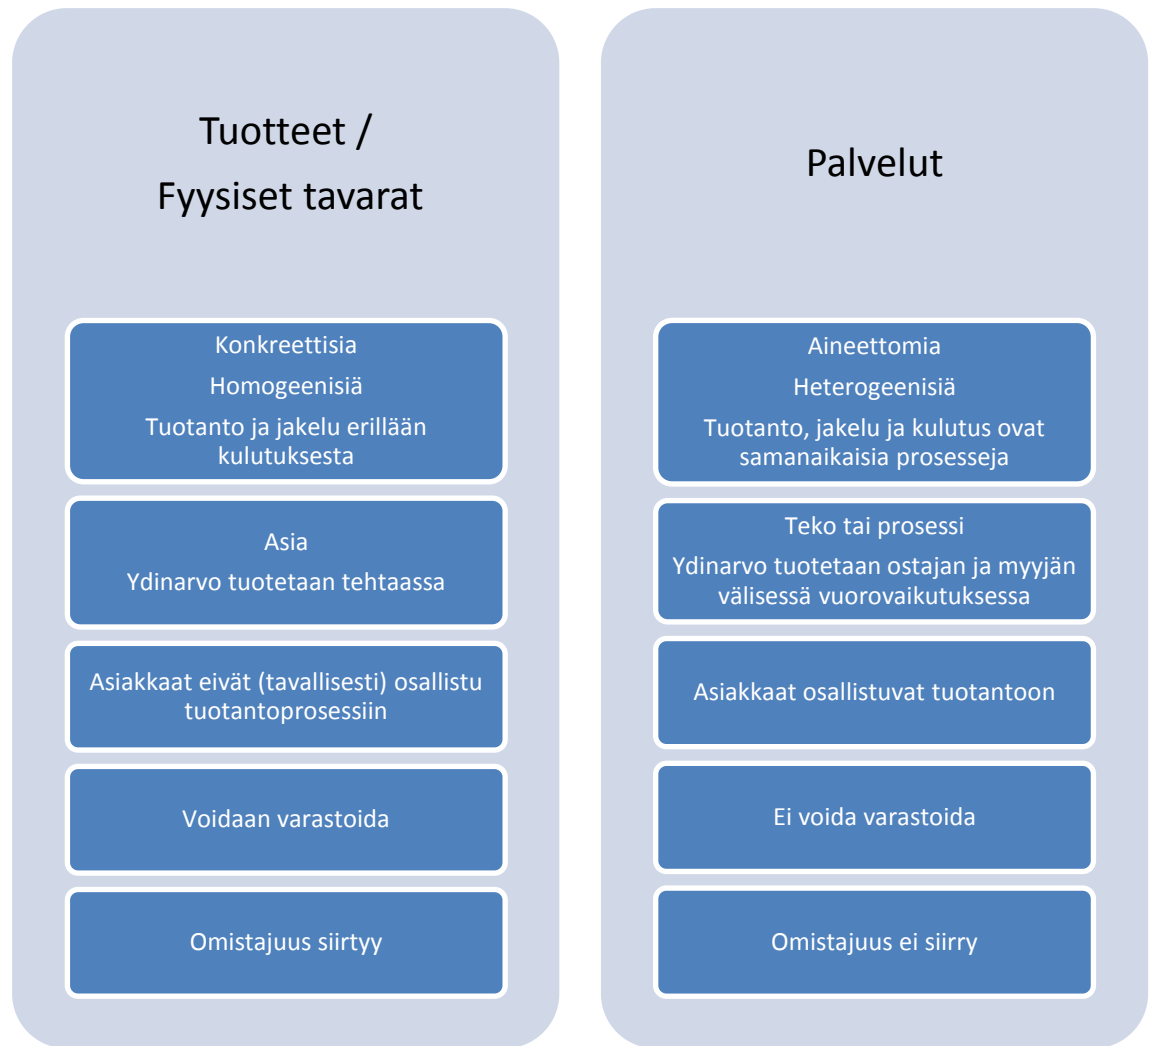 Tuotteet /
Fyysiset tavarat
Konkreettisia
Homogeenisiä
Tuotanto ja jakelu erillään
kulutuksesta
Asia
Ydinarvo tuotetaan tehtaassa
Asiakkaat eivät (tavallisesti) osallistu
tuotantoprosessiin
Voidaan varastoida
Omistajuus siirtyy
Palvelut
Aineettomia
Heterogeenisiä
Tuotanto, jakelu ja kulutus ovat
samanaikaisia prosesseja
Teko tai prosessi
Ydinarvo tuotetaan ostajan ja myyjän
välisessä vuorovaikutuksessa
Asiakkaat osallistuvat tuotantoon
Ei voida varastoida
Omistajuus ei siirry